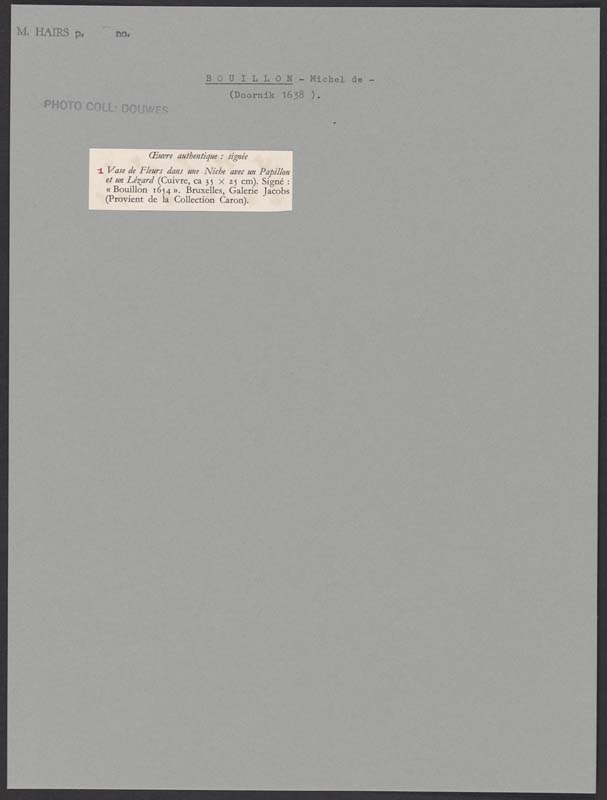 M. HAIRS p. no.
BOUILLON - Michel de -
(Doornik 1638 ).
PHOTO COLL: DOUWES
Œuvre authentique : signée
1 Vase de Fleurs dans une Niche avec un Papillon
et un Lézard (Cuivre, ca 35 × 25 cm). Signé :
« Bouillon 1654 ». Bruxelles, Galerie Jacobs
(Provient de la Collection Caron).